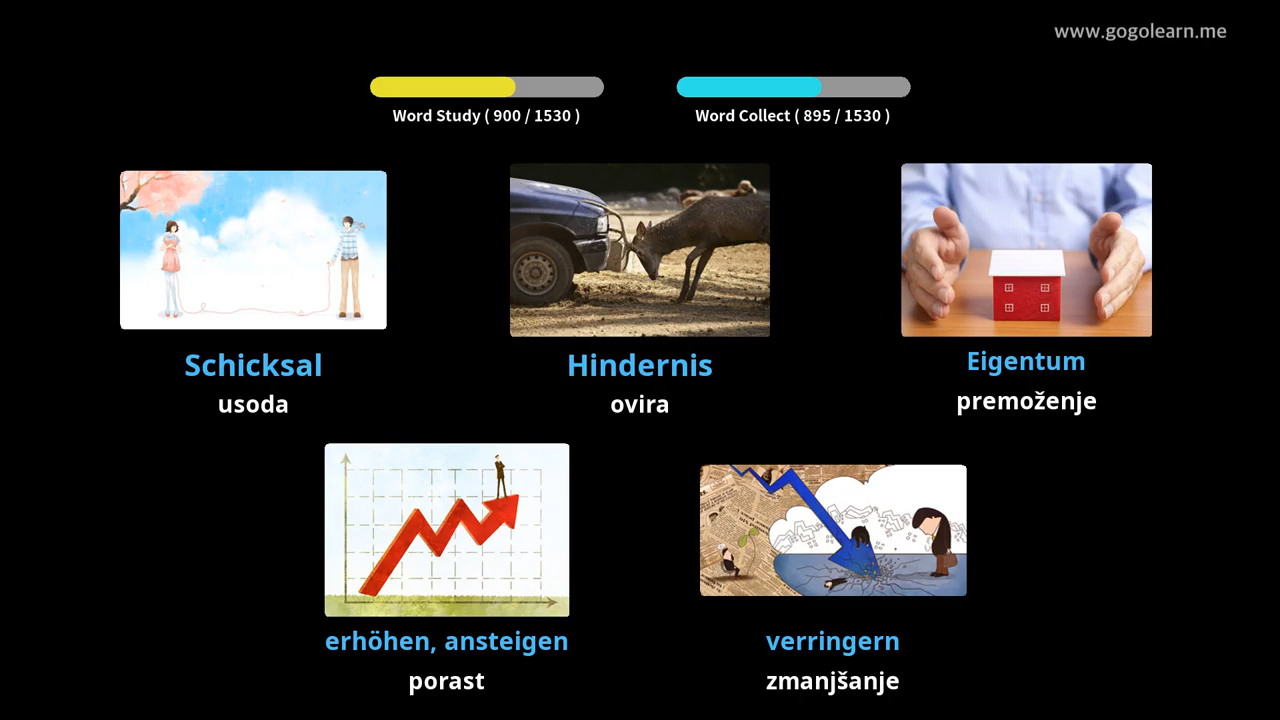 www.gogolearn.me
Word Study ( 900 / 1530 )
Word Collect ( 895 / 1530 )
Schicksal
usoda
Hindernis
ovira
Eigentum
premoženje
erhöhen, ansteigen
porast
verringern
zmanjšanje